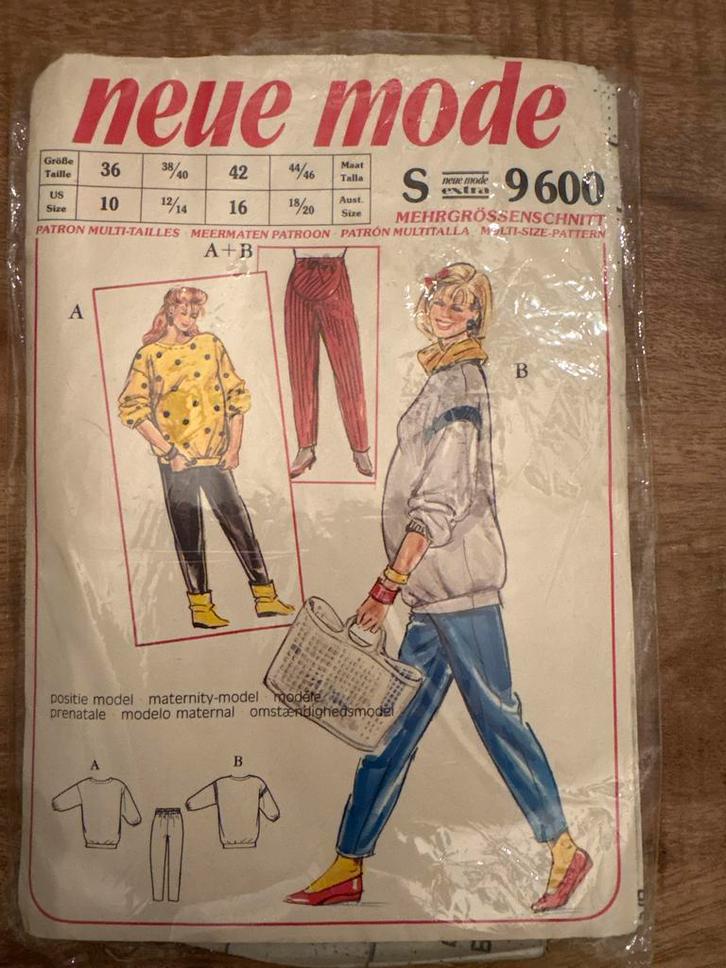 neue mode
Größe Taille 36 38/40 42 44/46 Maat Talla
US Size 10 12/14 16 18/20 Aust. Size
S neue mode extra 9600
MEHRGRÖSSENSCHNITT
PATRON MULTI-TAILLES · MEERMATEN PATROON · PATRÓN MULTITALLA · MULTI-SIZE-PATTERN
A+B
A
B
positie model · maternity-model · modèle
prenatale · modelo maternal · omstændighedsmodel
A B